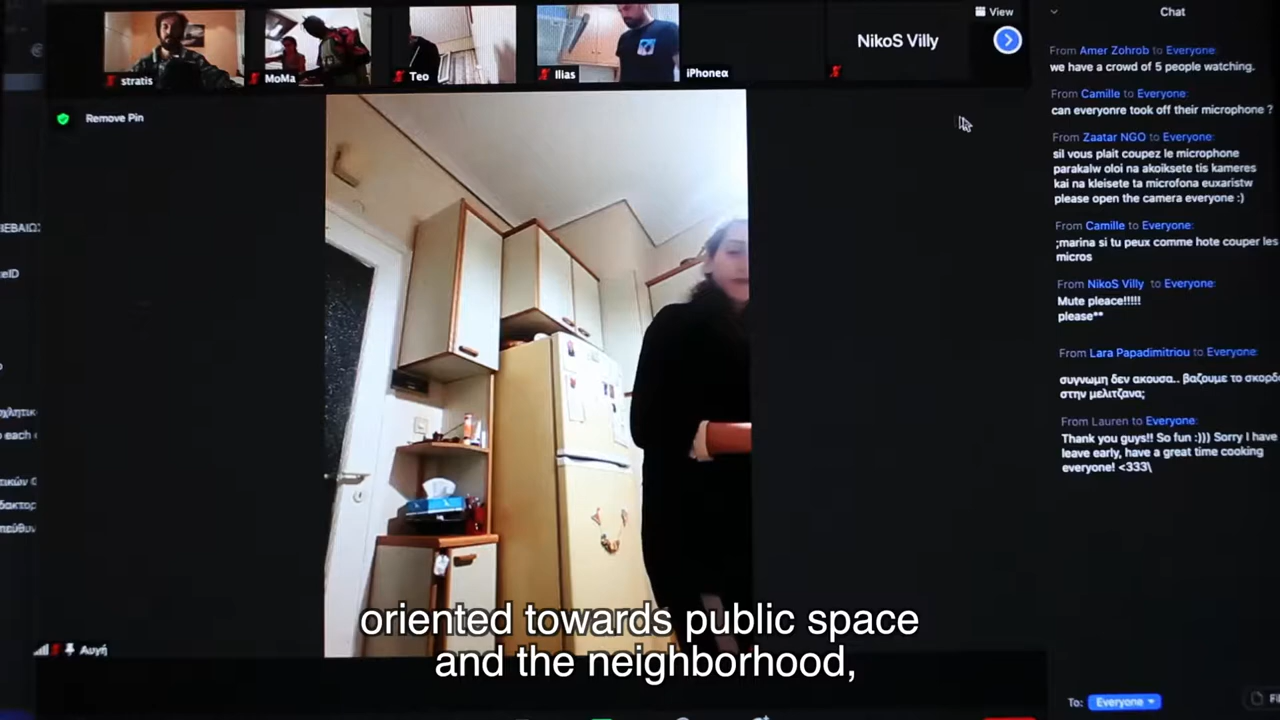 View
Chat
stratis
MoMa
Teo
Ilias
iPhoneα
NikoS Villy
Remove Pin
From Amer Zohrob to Everyone:
we have a crowd of 5 people watching.
From Camille to Everyone:
can everyonre took off their microphone ?
From Zaatar NGO to Everyone:
sil vous plait coupez le microphone
parakalw oloi na akoiksete tis kameres
kai na kleisete ta microfona euxaristw
please open the camera everyone :)
From Camille to Everyone:
;marina si tu peux comme hote couper les
micros
From NikoS Villy to Everyone:
Mute pleace!!!!!
please**
From Lara Papadimitriou to Everyone:
συγνωμη δεν ακουσα.. βαζουμε το σκορδ
στην μελιτζανα;
From Lauren to Everyone:
Thank you guys!! So fun :))) Sorry I have
leave early, have a great time cooking
everyone! <333\
oriented towards public space
and the neighborhood,
Αυγή
To: Everyone